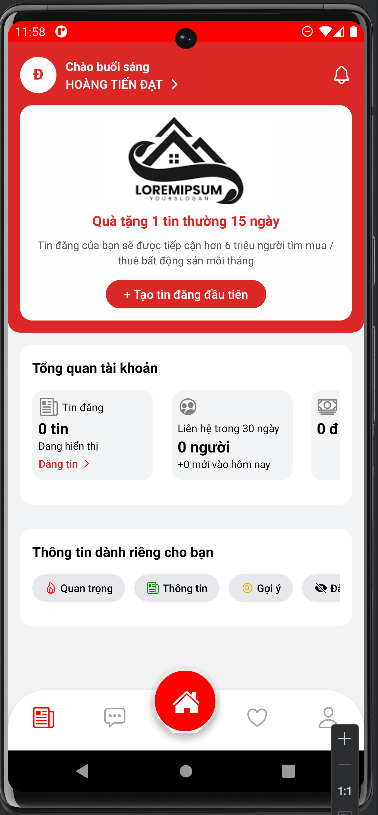 11:58
Đ
Chào buổi sáng
HOÀNG TIẾN ĐẠT
LOREMIPSUM
YOURSLOGAN
Quà tặng 1 tin thường 15 ngày
Tin đăng của bạn sẽ được tiếp cận hơn 6 triệu người tìm mua /
thuê bất động sản mỗi tháng
+ Tạo tin đăng đầu tiên
Tổng quan tài khoản
Tin đăng
0 tin
Đang hiển thị
Đăng tin
Liên hệ trong 30 ngày
0 người
+0 mới vào hôm nay
0 đ
Thông tin dành riêng cho bạn
Quan trọng
Thông tin
Gợi ý
1:1